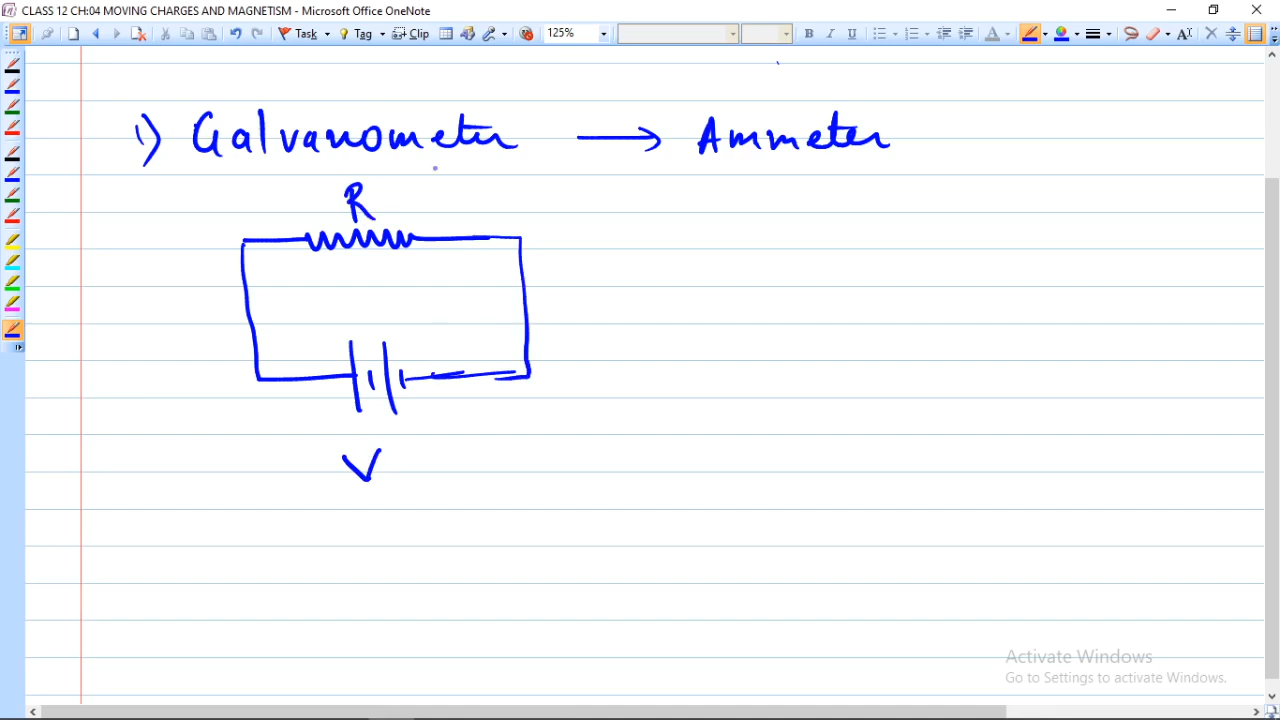 CLASS 12 CH:04 MOVING CHARGES AND MAGNETISM - Microsoft Office OneNote
Task Tag Clip 125% B I U A
1) Galvanometer → Ammeter
R
V
Activate Windows
Go to Settings to activate Windows.